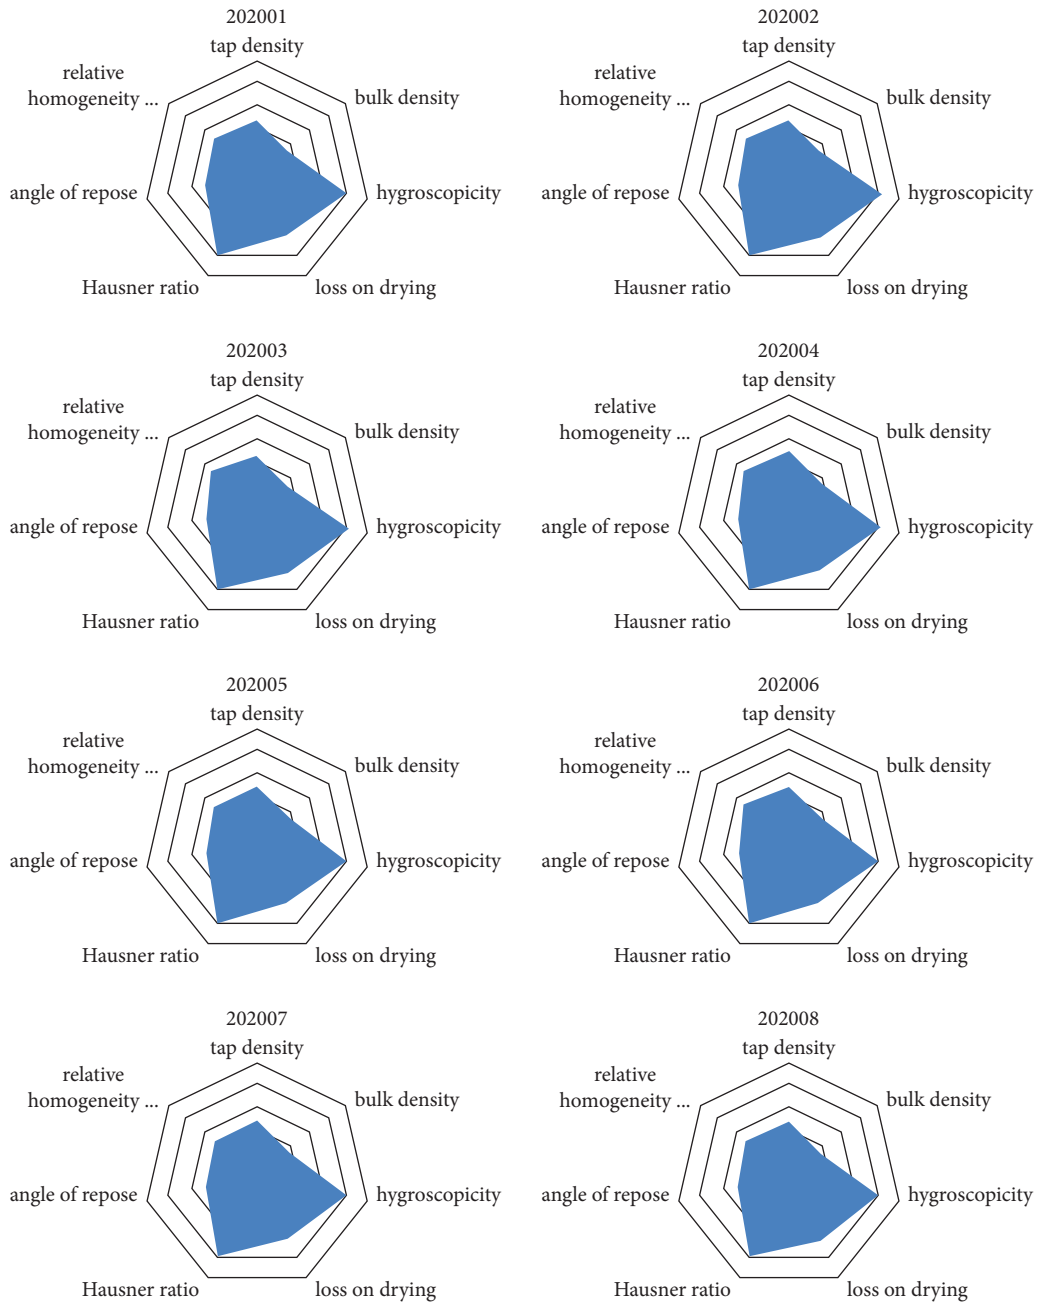 202001
tap density
relative
homogeneity ...
bulk density
angle of repose
hygroscopicity
Hausner ratio
loss on drying
202002
tap density
relative
homogeneity ...
bulk density
angle of repose
hygroscopicity
Hausner ratio
loss on drying
202003
tap density
relative
homogeneity ...
bulk density
angle of repose
hygroscopicity
Hausner ratio
loss on drying
202004
tap density
relative
homogeneity ...
bulk density
angle of repose
hygroscopicity
Hausner ratio
loss on drying
202005
tap density
relative
homogeneity ...
bulk density
angle of repose
hygroscopicity
Hausner ratio
loss on drying
202006
tap density
relative
homogeneity ...
bulk density
angle of repose
hygroscopicity
Hausner ratio
loss on drying
202007
tap density
relative
homogeneity ...
bulk density
angle of repose
hygroscopicity
Hausner ratio
loss on drying
202008
tap density
relative
homogeneity ...
bulk density
angle of repose
hygroscopicity
Hausner ratio
loss on drying